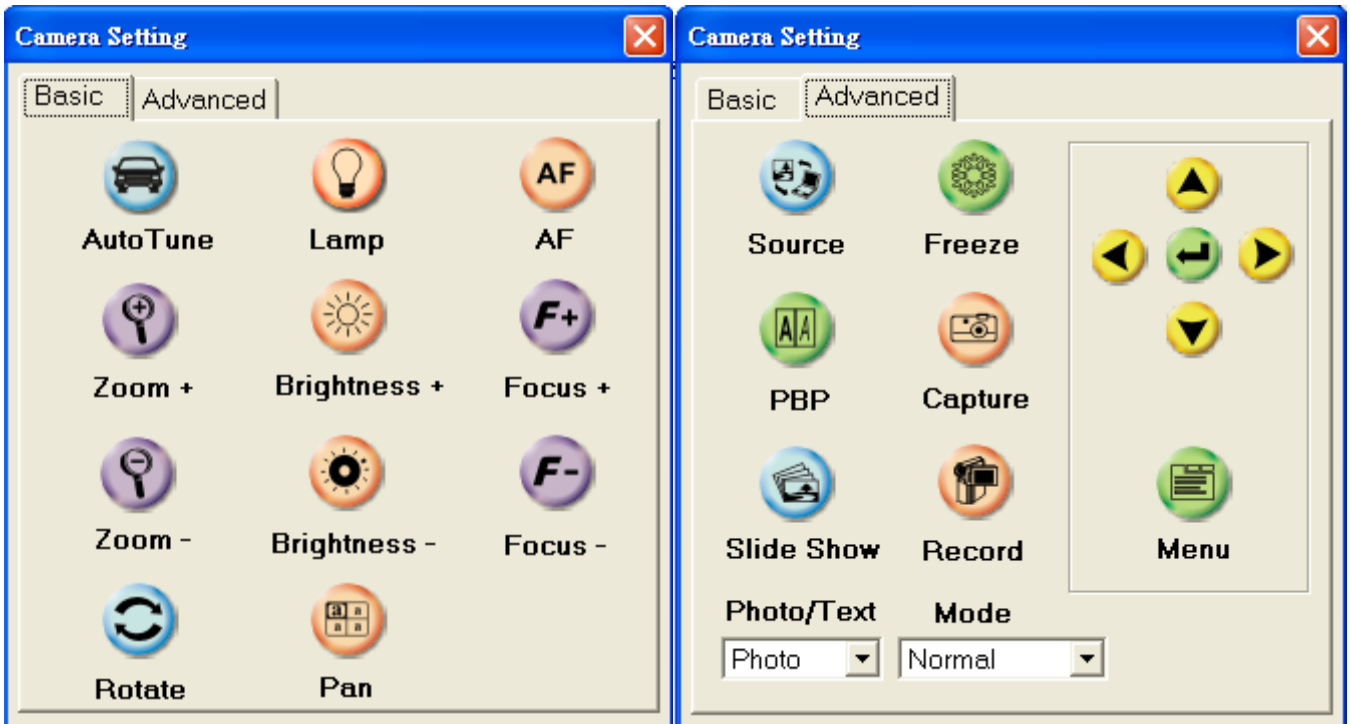 Camera Setting
Basic
Advanced
AF
AutoTune
Lamp
AF
F+
Zoom +
Brightness +
Focus +
F-
Zoom -
Brightness -
Focus -
a a
a a
Rotate
Pan
Camera Setting
Basic
Advanced
Source
Freeze
AA
PBP
Capture
Slide Show
Record
Menu
Photo/Text
Mode
Photo
Normal